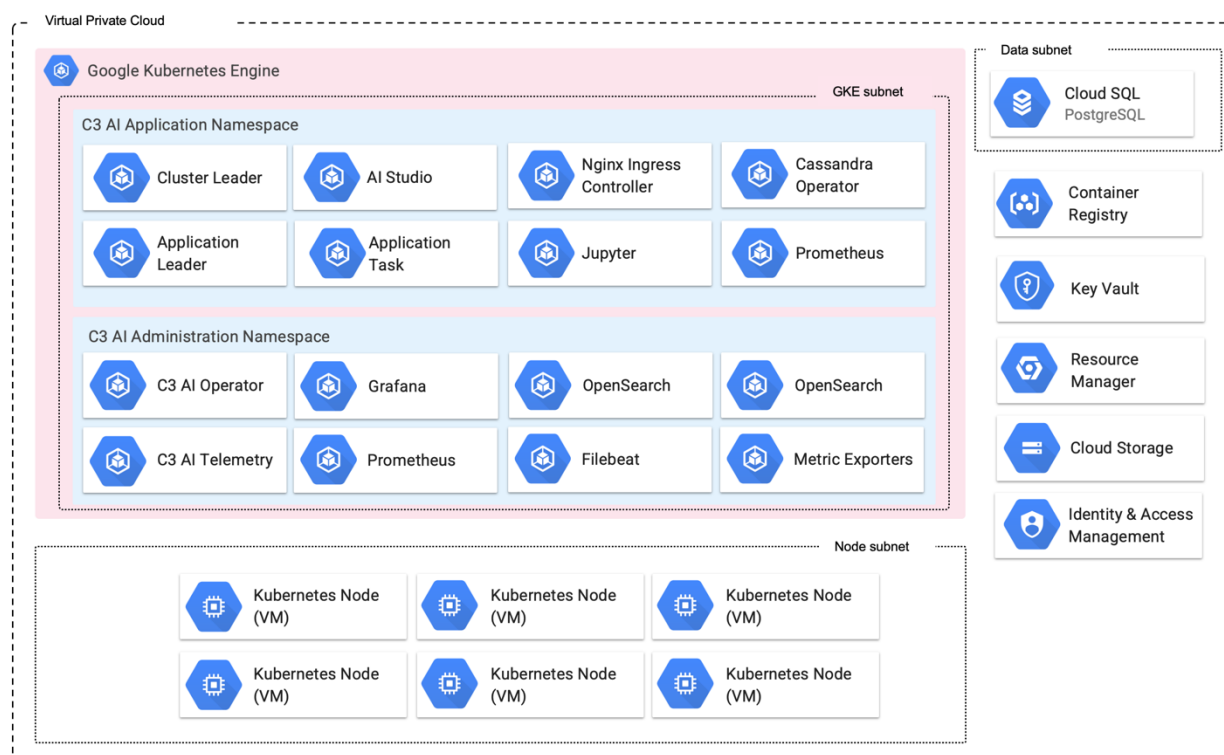 Virtual Private Cloud
Google Kubernetes Engine
GKE subnet
C3 AI Application Namespace
Cluster Leader
AI Studio
Nginx Ingress
Controller
Cassandra
Operator
Application
Leader
Application
Task
Jupyter
Prometheus
C3 AI Administration Namespace
C3 AI Operator
Grafana
OpenSearch
OpenSearch
C3 AI Telemetry
Prometheus
Filebeat
Metric Exporters
Node subnet
Kubernetes Node
(VM)
Kubernetes Node
(VM)
Kubernetes Node
(VM)
Kubernetes Node
(VM)
Kubernetes Node
(VM)
Kubernetes Node
(VM)
Data subnet
Cloud SQL
PostgreSQL
Container
Registry
Key Vault
Resource
Manager
Cloud Storage
Identity & Access
Management